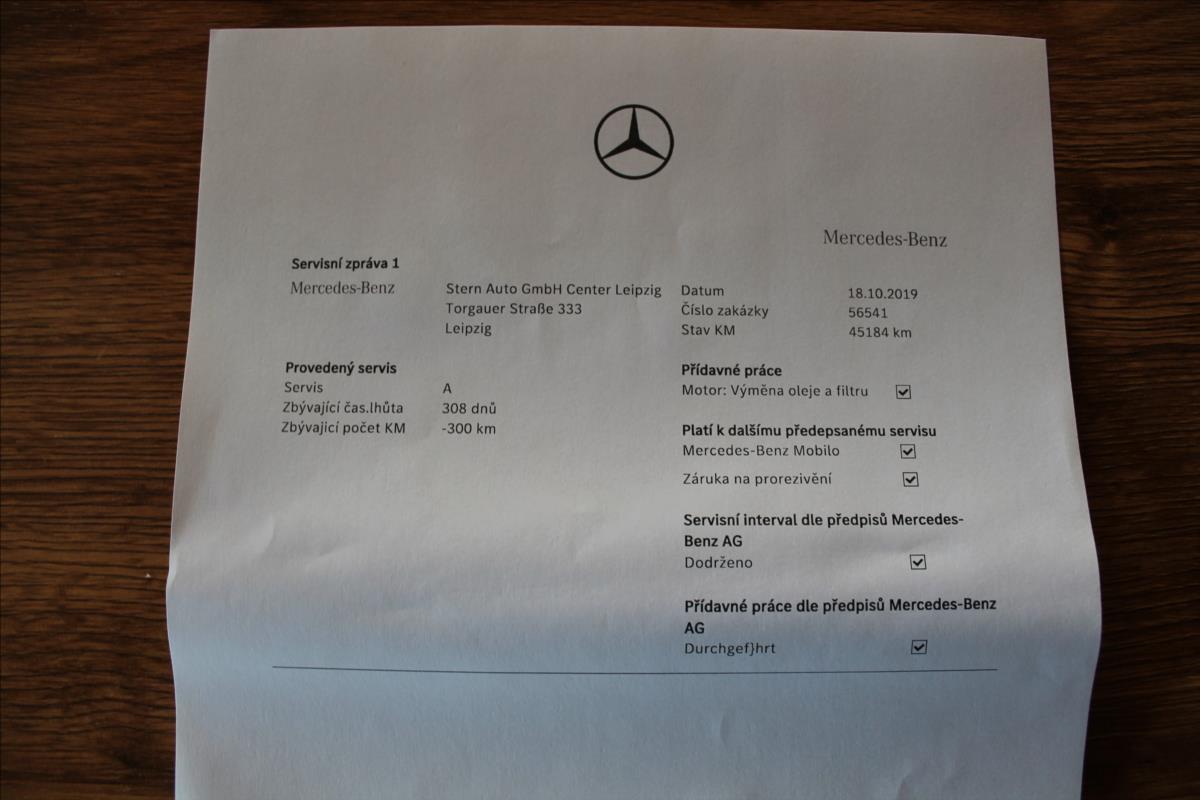 Mercedes-Benz
Servisní zpráva 1
Mercedes-Benz
Stern Auto GmbH Center Leipzig
Torgauer Straße 333
Leipzig
Datum 18.10.2019
Číslo zakázky 56541
Stav KM 45184 km
Provedený servis
Servis A
Zbývající čas.lhůta 308 dnů
Zbývajicí počet KM -300 km
Přídavné práce
Motor: Výměna oleje a filtru
Platí k dalšímu předepsanému servisu
Mercedes-Benz Mobilo
Záruka na prorezivění
Servisní interval dle předpisů Mercedes-
Benz AG
Dodrženo
Přídavné práce dle předpisů Mercedes-Benz
AG
Durchgef}hrt